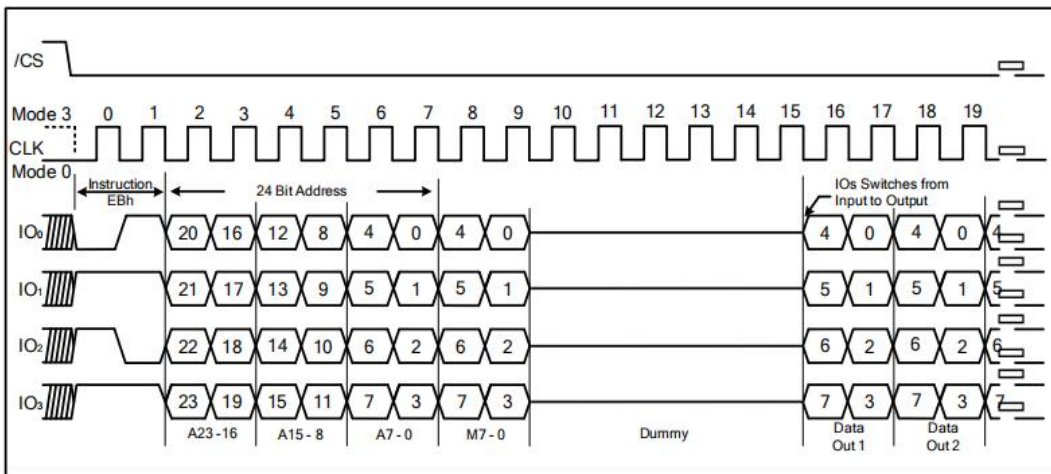 /CS
Mode 3 0 1 2 3 4 5 6 7 8 9 10 11 12 13 14 15 16 17 18 19
CLK
Mode 0
Instruction
EBh
24 Bit Address
IOs Switches from
Input to Output
IO₀ 20 16 12 8 4 0 4 0 4 0 4 0 4
IO₁ 21 17 13 9 5 1 5 1 5 1 5 1 5
IO₂ 22 18 14 10 6 2 6 2 6 2 6 2 6
IO₃ 23 19 15 11 7 3 7 3 7 3 7 3 7
A23-16 A15-8 A7-0 M7-0 Dummy
Data
Out 1
Data
Out 2